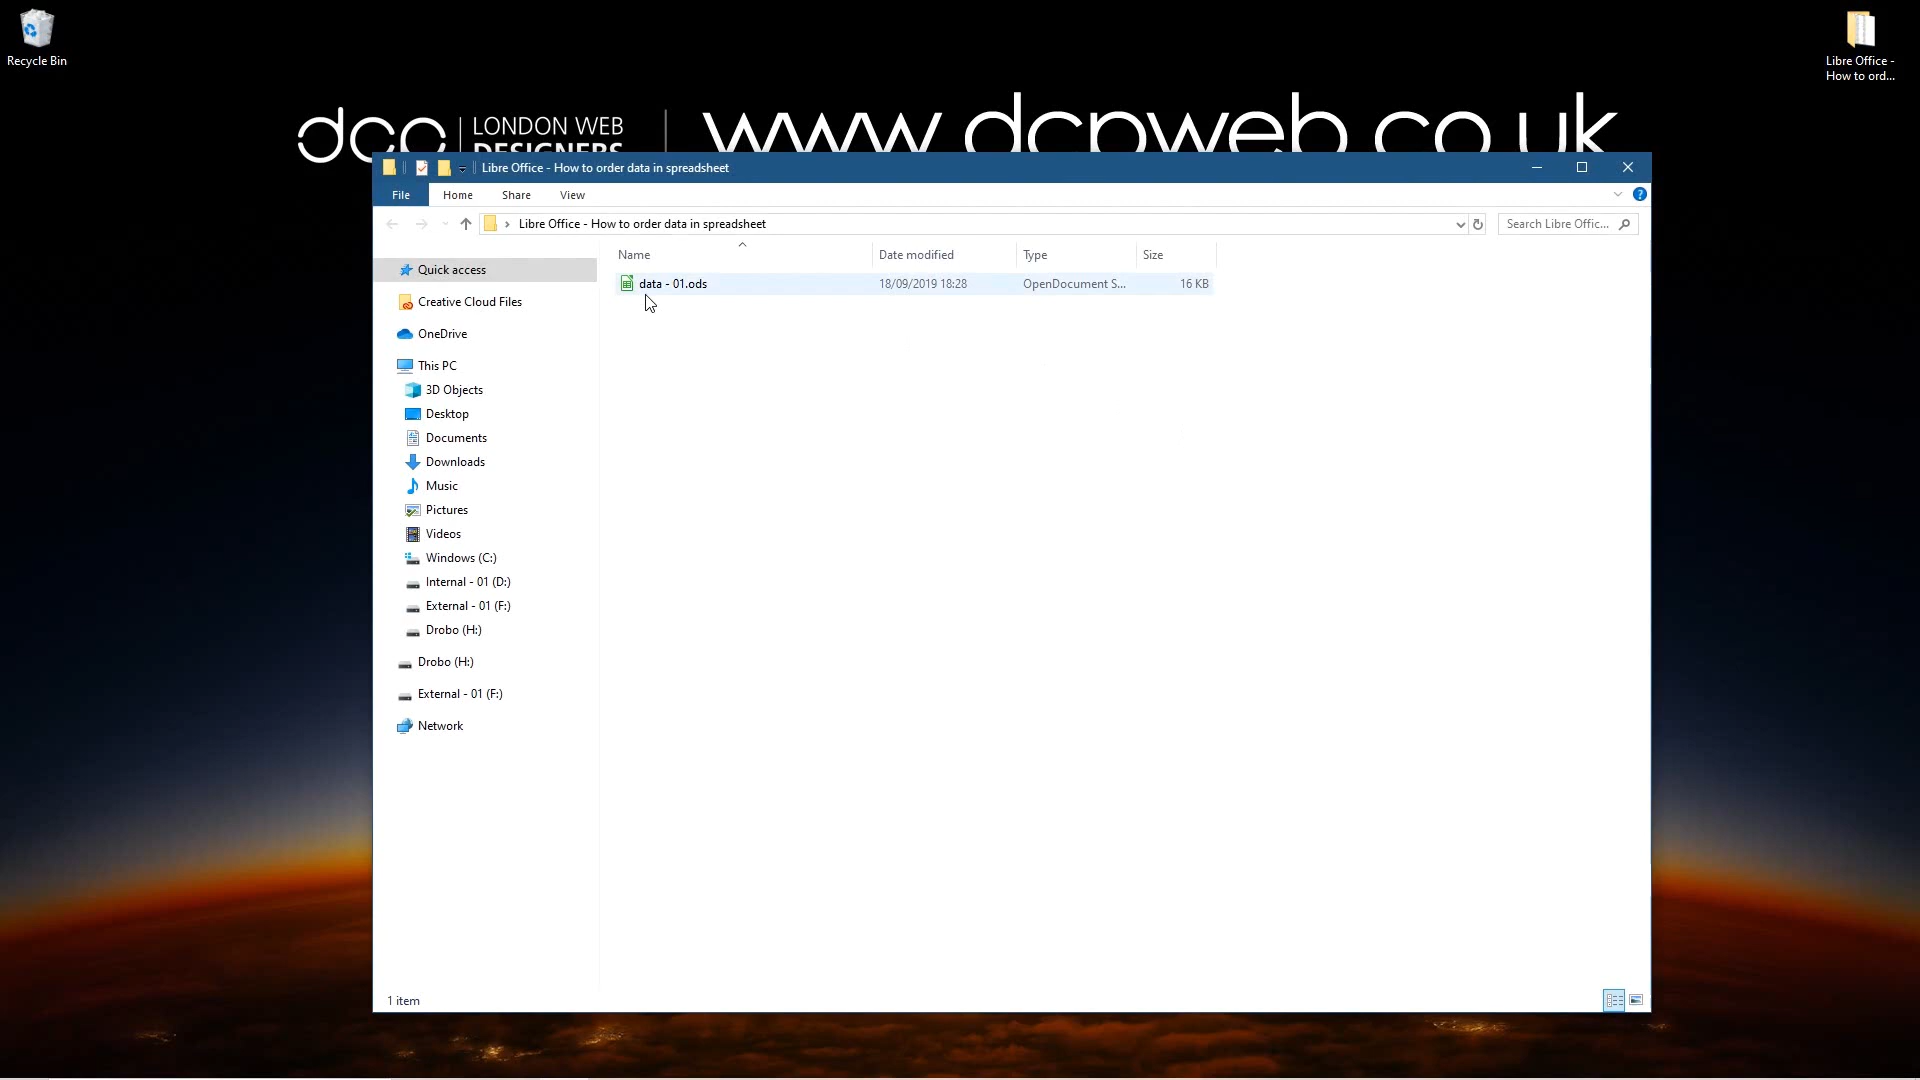 Recycle Bin
Libre Office -
How to ord...
dcp
LONDON WEB
DESIGNERS
www.dcpweb.co.uk
Libre Office - How to order data in spreadsheet
File
Home
Share
View
Libre Office - How to order data in spreadsheet
Search Libre Offic...
Name
Date modified
Type
Size
data - 01.ods
18/09/2019 18:28
OpenDocument S...
16 KB
Quick access
Creative Cloud Files
OneDrive
This PC
3D Objects
Desktop
Documents
Downloads
Music
Pictures
Videos
Windows (C:)
Internal - 01 (D:)
External - 01 (F:)
Drobo (H:)
Drobo (H:)
External - 01 (F:)
Network
1 item